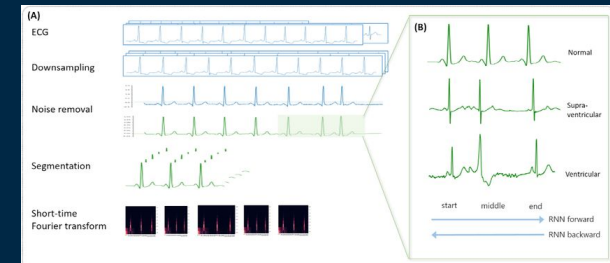 (A)
ECG
Downsampling
Noise removal
Segmentation
Short-time
Fourier transform
(B)
Normal
Supra-
ventricular
Ventricular
start middle end
RNN forward
RNN backward